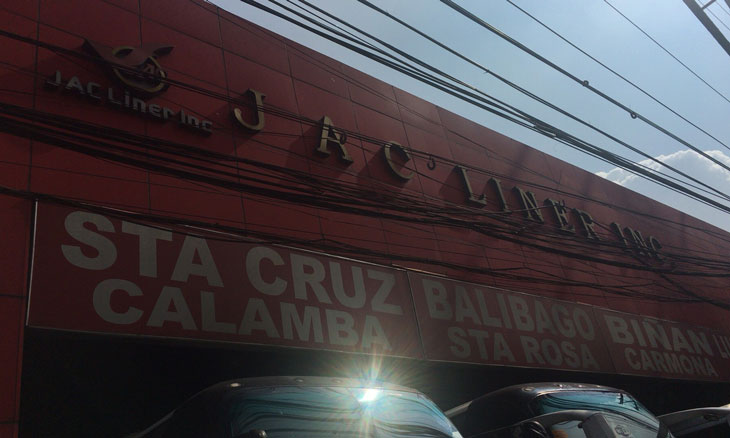 JAC Liner Inc
JAC LINER INC
STA CRUZ
CALAMBA
BALIBAGO
STA ROSA
BIÑAN
CARMONA